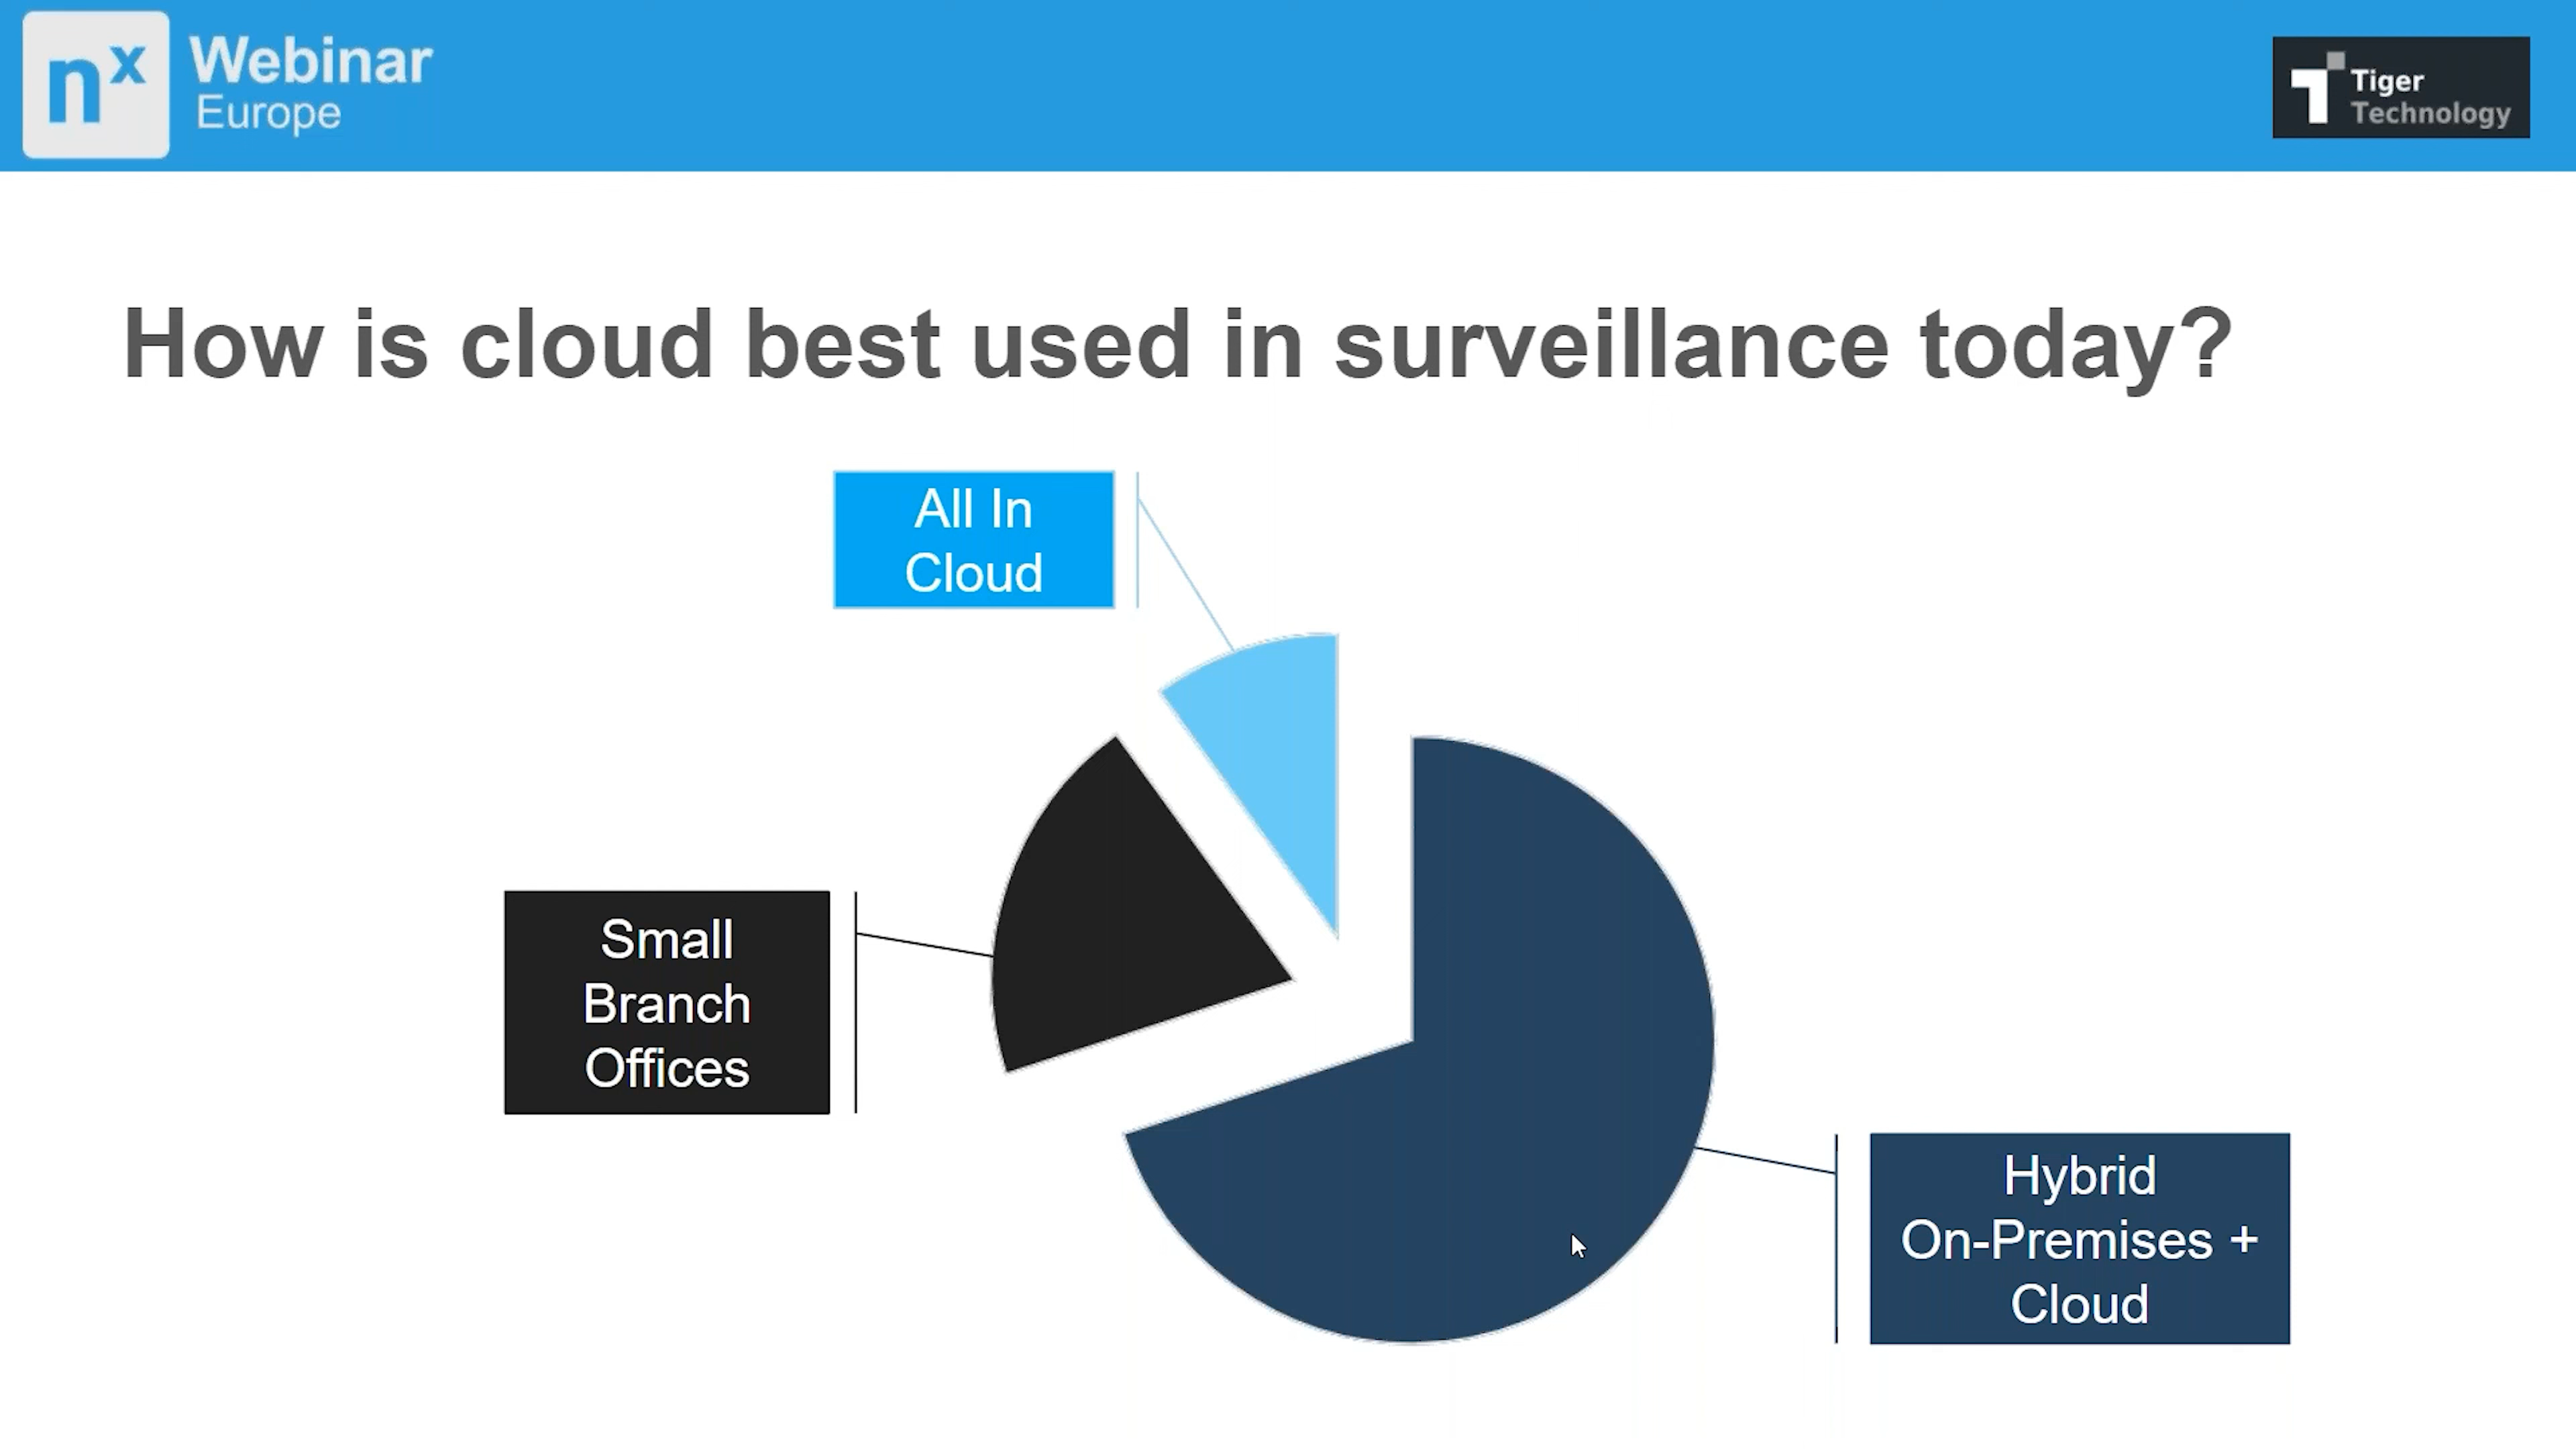 nx
Webinar
Europe
Tiger
Technology
How is cloud best used in surveillance today?
All In
Cloud
Small
Branch
Offices
Hybrid
On-Premises +
Cloud